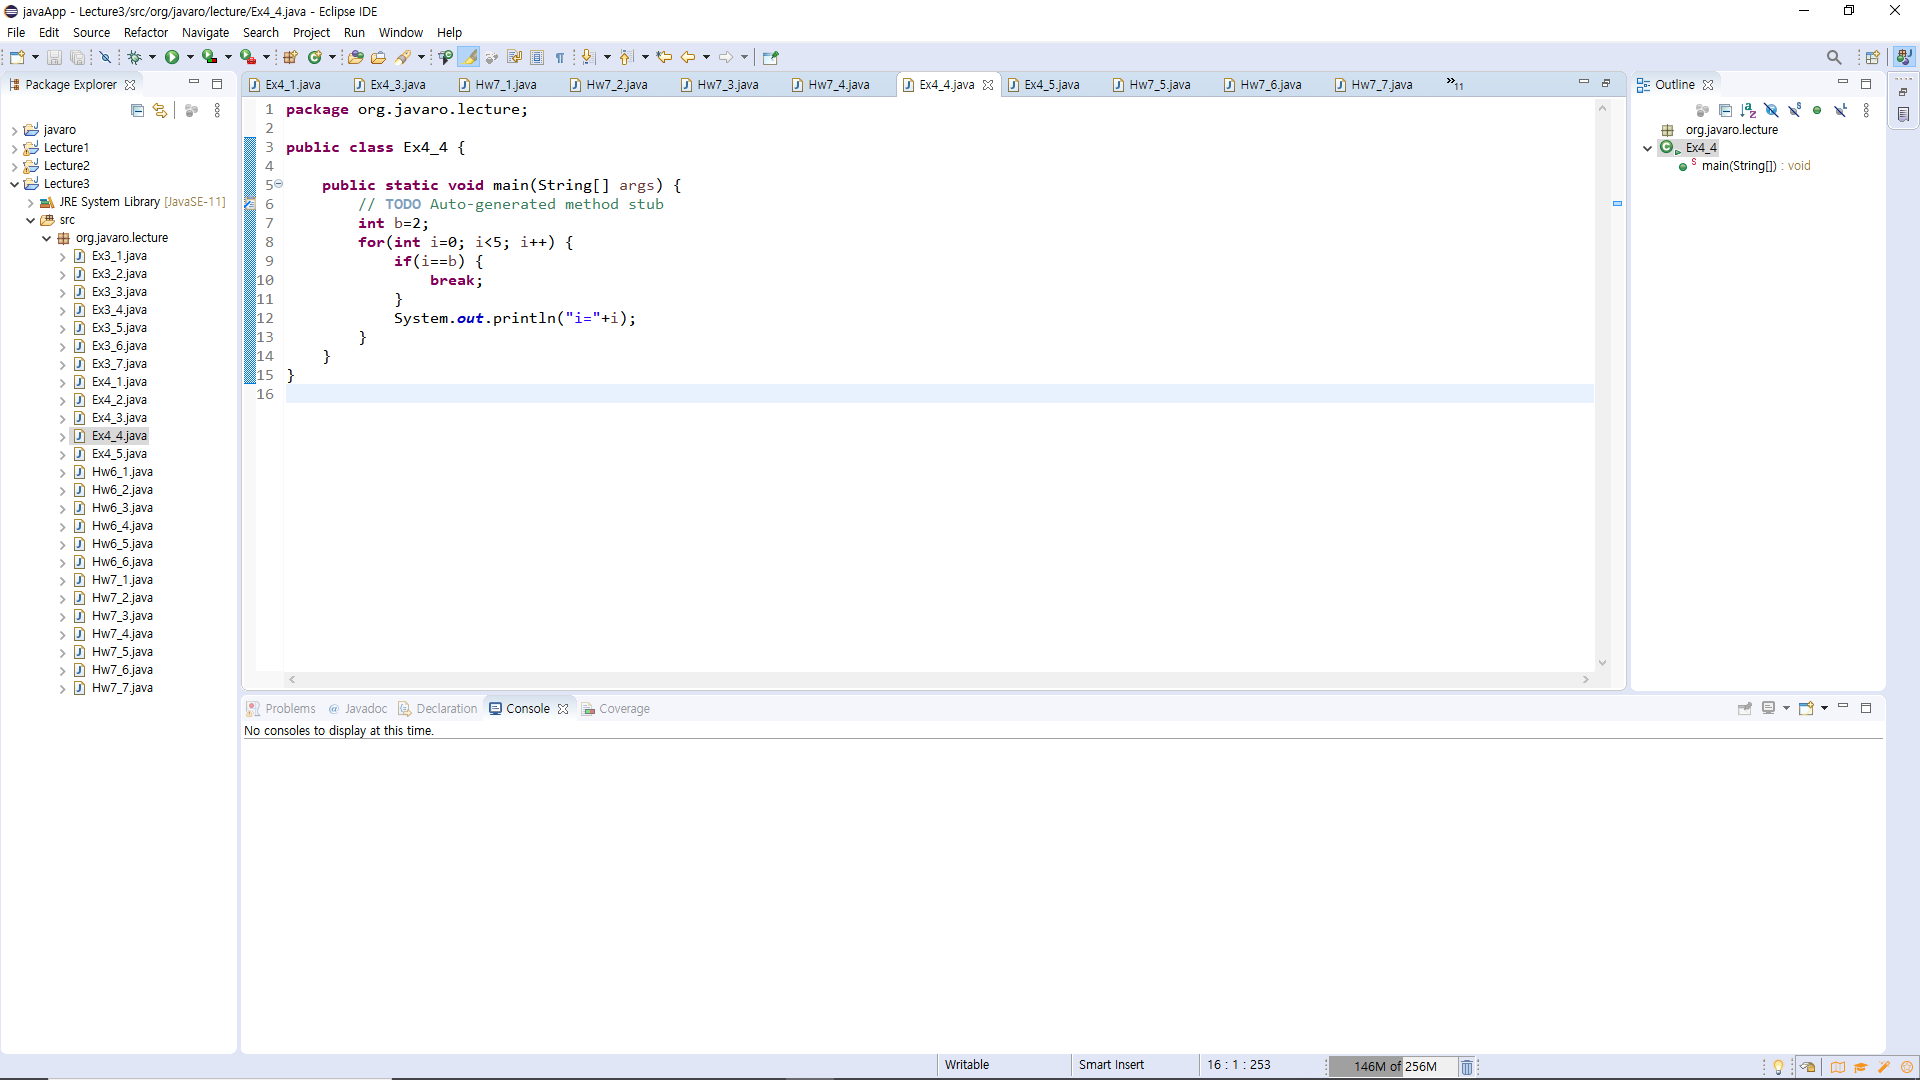 javaApp - Lecture3/src/org/javaro/lecture/Ex4_4.java - Eclipse IDE
File Edit Source Refactor Navigate Search Project Run Window Help
Package Explorer
javaro
Lecture1
Lecture2
Lecture3
JRE System Library [JavaSE-11]
src
org.javaro.lecture
Ex3_1.java
Ex3_2.java
Ex3_3.java
Ex3_4.java
Ex3_5.java
Ex3_6.java
Ex3_7.java
Ex4_1.java
Ex4_2.java
Ex4_3.java
Ex4_4.java
Ex4_5.java
Hw6_1.java
Hw6_2.java
Hw6_3.java
Hw6_4.java
Hw6_5.java
Hw6_6.java
Hw7_1.java
Hw7_2.java
Hw7_3.java
Hw7_4.java
Hw7_5.java
Hw7_6.java
Hw7_7.java
Ex4_1.java Ex4_3.java Hw7_1.java Hw7_2.java Hw7_3.java Hw7_4.java Ex4_4.java Ex4_5.java Hw7_5.java Hw7_6.java Hw7_7.java »11
1 package org.javaro.lecture;
2
3 public class Ex4_4 {
4
5 public static void main(String[] args) {
6 // TODO Auto-generated method stub
7 int b=2;
8 for(int i=0; i<5; i++) {
9 if(i==b) {
10 break;
11 }
12 System.out.println("i="+i);
13 }
14 }
15 }
16
Outline
org.javaro.lecture
Ex4_4
main(String[]) : void
Problems Javadoc Declaration Console Coverage
No consoles to display at this time.
Writable Smart Insert 16 : 1 : 253 146M of 256M